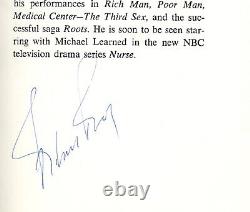 his performances in Rich Man, Poor Man,
Medical Center—The Third Sex, and the suc-
cessful saga Roots. He is soon to be seen star-
ring with Michael Learned in the new NBC
television drama series Nurse.